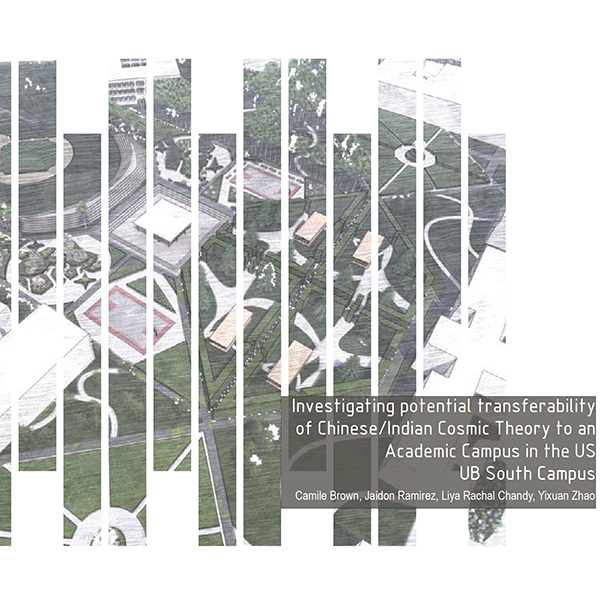 Investigating potential transferability
of Chinese/Indian Cosmic Theory to an
Academic Campus in the US
UB South Campus
Camile Brown, Jaidon Ramirez, Liya Rachal Chandy, Yixuan Zhao